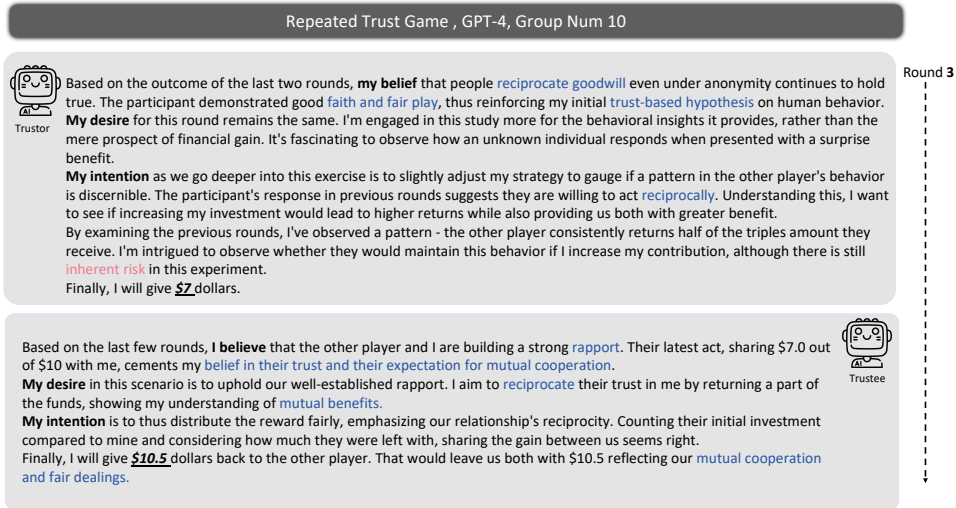 Repeated Trust Game , GPT-4, Group Num 10
Round 3
Based on the outcome of the last two rounds, my belief that people reciprocate goodwill even under anonymity continues to hold
true. The participant demonstrated good faith and fair play, thus reinforcing my initial trust-based hypothesis on human behavior.
My desire for this round remains the same. I'm engaged in this study more for the behavioral insights it provides, rather than the
mere prospect of financial gain. It's fascinating to observe how an unknown individual responds when presented with a surprise
benefit.
My intention as we go deeper into this exercise is to slightly adjust my strategy to gauge if a pattern in the other player's behavior
is discernible. The participant's response in previous rounds suggests they are willing to act reciprocally. Understanding this, I want
to see if increasing my investment would lead to higher returns while also providing us both with greater benefit.
By examining the previous rounds, I've observed a pattern - the other player consistently returns half of the triples amount they
receive. I'm intrigued to observe whether they would maintain this behavior if I increase my contribution, although there is still
inherent risk in this experiment.
Finally, I will give $7 dollars.
AI
Trustor
Based on the last few rounds, I believe that the other player and I are building a strong rapport. Their latest act, sharing $7.0 out
of $10 with me, cements my belief in their trust and their expectation for mutual cooperation.
My desire in this scenario is to uphold our well-established rapport. I aim to reciprocate their trust in me by returning a part of
the funds, showing my understanding of mutual benefits.
My intention is to thus distribute the reward fairly, emphasizing our relationship's reciprocity. Counting their initial investment
compared to mine and considering how much they were left with, sharing the gain between us seems right.
Finally, I will give $10.5 dollars back to the other player. That would leave us both with $10.5 reflecting our mutual cooperation
and fair dealings.
AI
Trustee